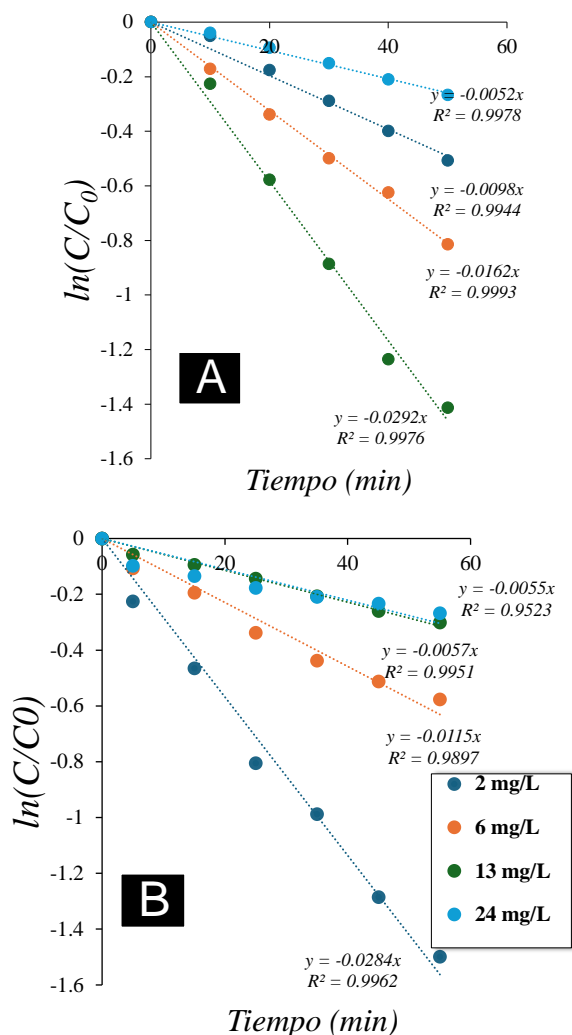 0
0
20
40
60
-0.2
-0.4
-0.6
-0.8
-1
-1.2
-1.4
-1.6
ln(C/C0)
y = -0.0052x
R² = 0.9978
y = -0.0098x
R² = 0.9944
y = -0.0162x
R² = 0.9993
y = -0.0292x
R² = 0.9976
A
Tiempo (min)
0
0
20
40
60
-0.2
-0.4
-0.6
-0.8
-1
-1.2
-1.4
-1.6
ln(C/C0)
y = -0.0055x
R² = 0.9523
y = -0.0057x
R² = 0.9951
y = -0.0115x
R² = 0.9897
2 mg/L
6 mg/L
13 mg/L
24 mg/L
B
y = -0.0284x
R² = 0.9962
Tiempo (min)